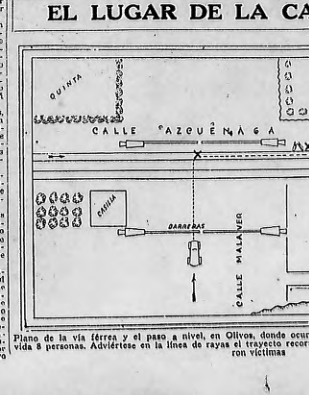 EL LUGAR DE LA CA
QUINTA
CALLE AZCUÉNAGA
CASILLA
BARRERAS
CALLE MALAVER
Plano de la vía férrea y el paso a nivel, en Olivos, donde ocur
vida 8 personas. Adviértese en la línea de rayas el trayecto recor
ron víctimas